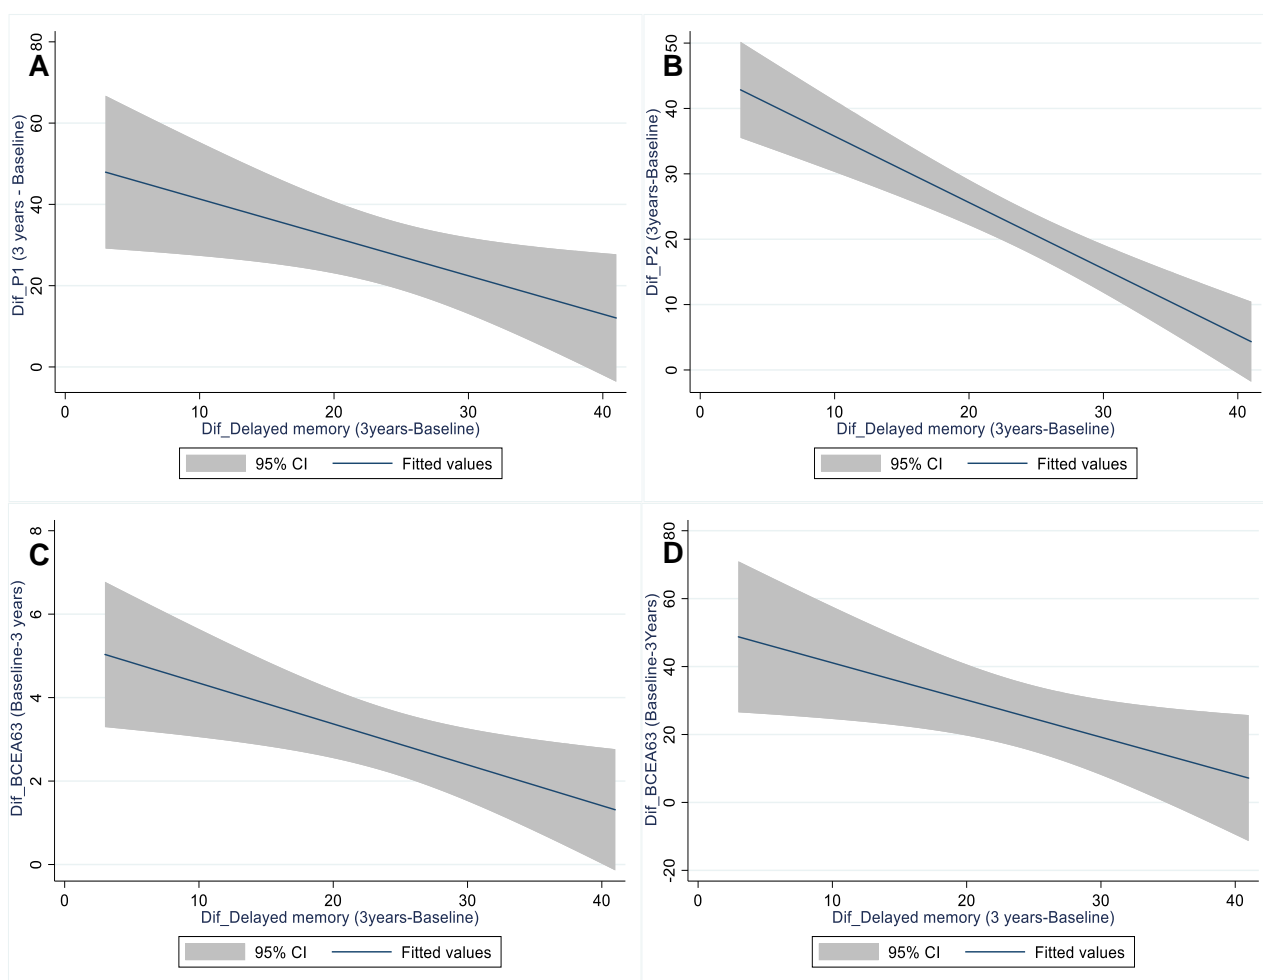 A
Dif_P1 (3 years - Baseline)
80
60
40
20
0
0 10 20 30 40
Dif_Delayed memory (3years-Baseline)
95% CI Fitted values
B
Dif_P2 (3years-Baseline)
50
40
30
20
10
0
0 10 20 30 40
Dif_Delayed memory (3years-Baseline)
95% CI Fitted values
C
Dif_BCEA63 (Baseline-3 years)
8
6
4
2
0
0 10 20 30 40
Dif_Delayed memory (3years-Baseline)
95% CI Fitted values
D
Dif_BCEA63 (Baseline-3Years)
80
60
40
20
0
-20
0 10 20 30 40
Dif_Delayed memory (3 years-Baseline)
95% CI Fitted values